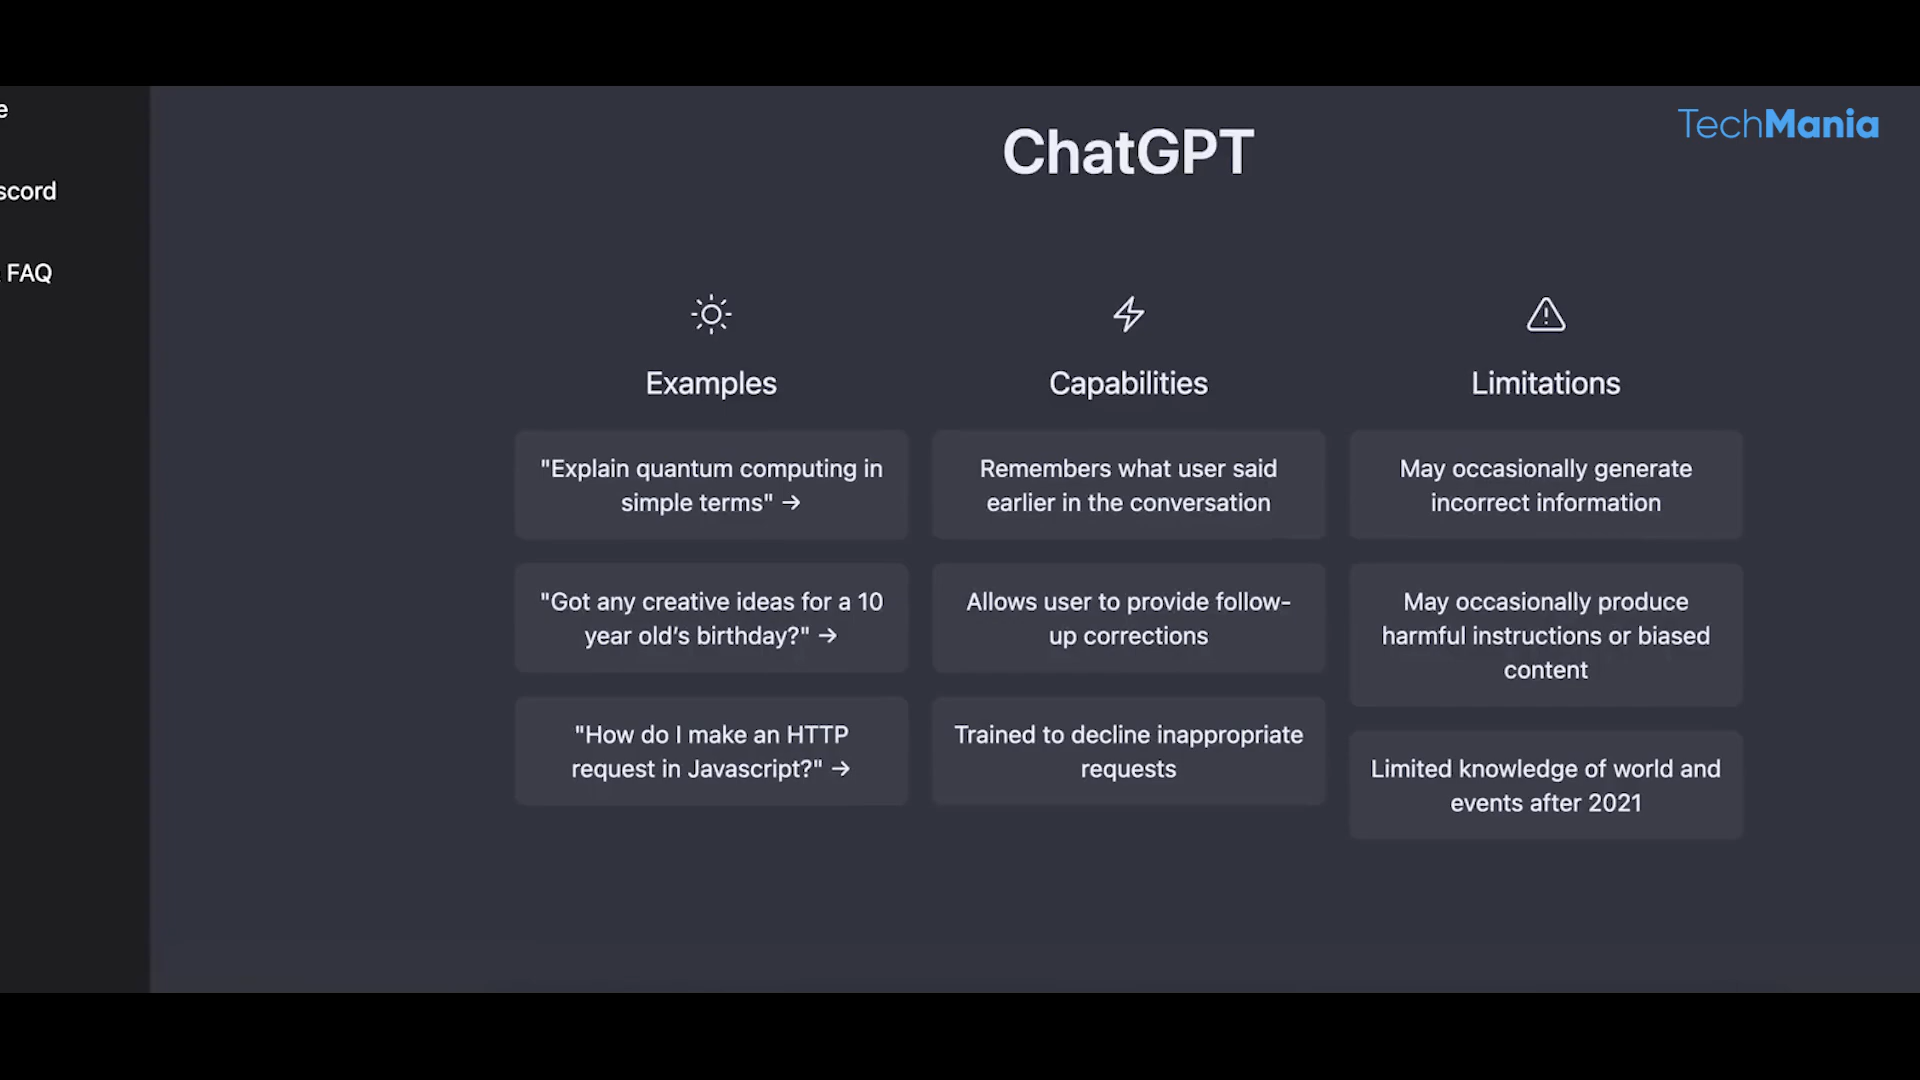 TechMania
ChatGPT
scord
FAQ
Examples
"Explain quantum computing in
simple terms" →
"Got any creative ideas for a 10
year old's birthday?" →
"How do I make an HTTP
request in Javascript?" →
Capabilities
Remembers what user said
earlier in the conversation
Allows user to provide follow-
up corrections
Trained to decline inappropriate
requests
Limitations
May occasionally generate
incorrect information
May occasionally produce
harmful instructions or biased
content
Limited knowledge of world and
events after 2021